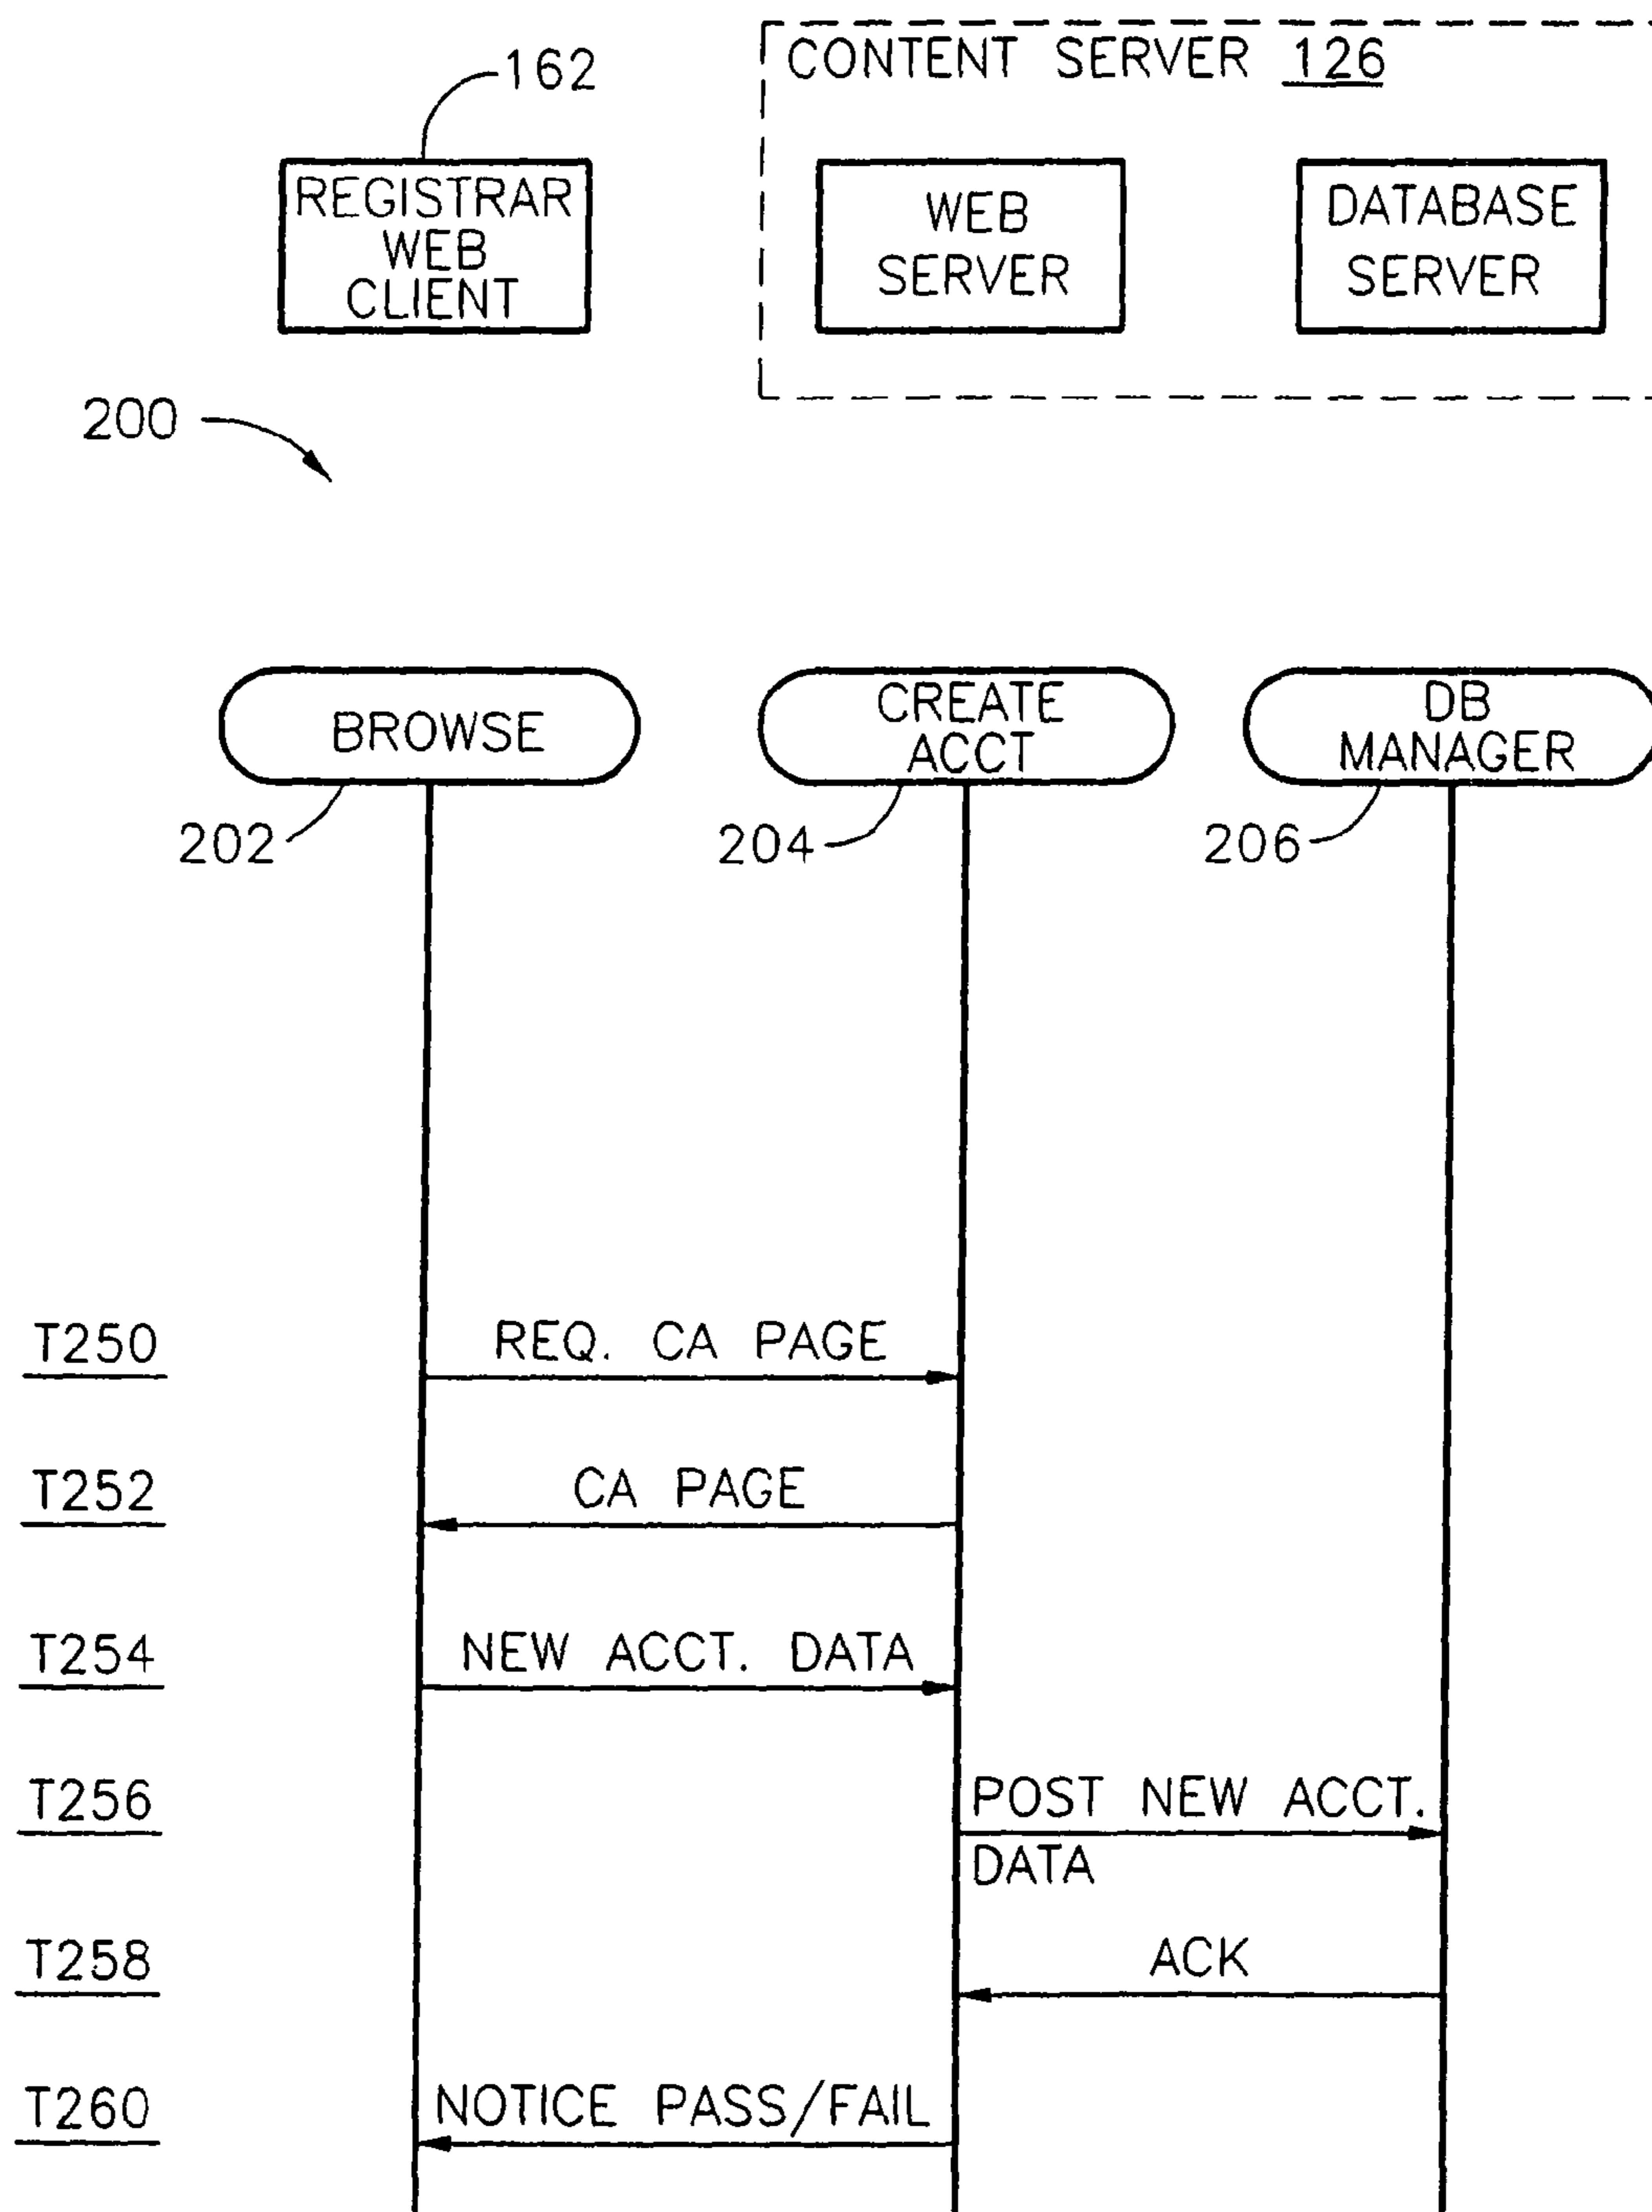 162
CONTENT SERVER 126
REGISTRAR
WEB
CLIENT
WEB
SERVER
DATABASE
SERVER
200
BROWSE
CREATE
ACCT
DB
MANAGER
202
204
206
T250
REQ. CA PAGE
T252
CA PAGE
T254
NEW ACCT. DATA
T256
POST NEW ACCT.
DATA
T258
ACK
T260
NOTICE PASS/FAIL